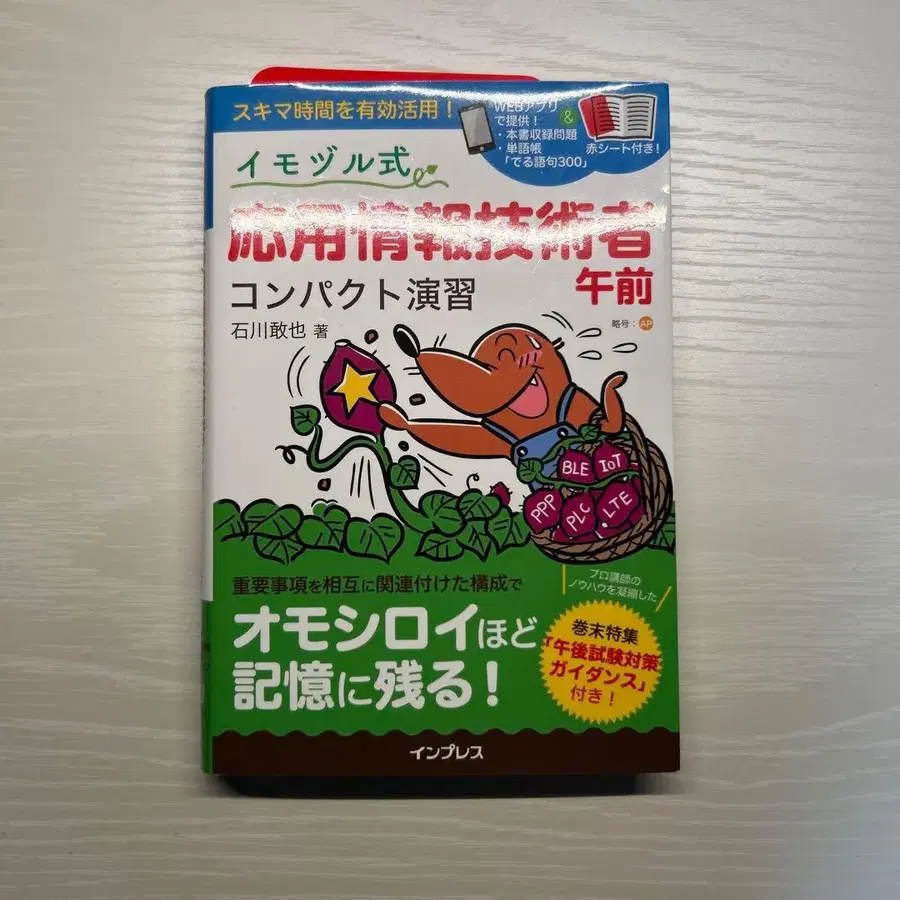 スキマ時間を有効活用！
WEBアプリ
で提供！
・本書収録問題
・単語帳
「でる語句300」
&
赤シート付き！
イモヅル式
応用情報技術者
午前
コンパクト演習
石川敢也 著
略号：AP
BLE
IoT
PPP
PLC
LTE
重要事項を相互に関連付けた構成で
オモシロイほど
記憶に残る！
プロ講師の
ノウハウを凝縮した
巻末特集
「午後試験対策
ガイダンス」
付き！
インプレス